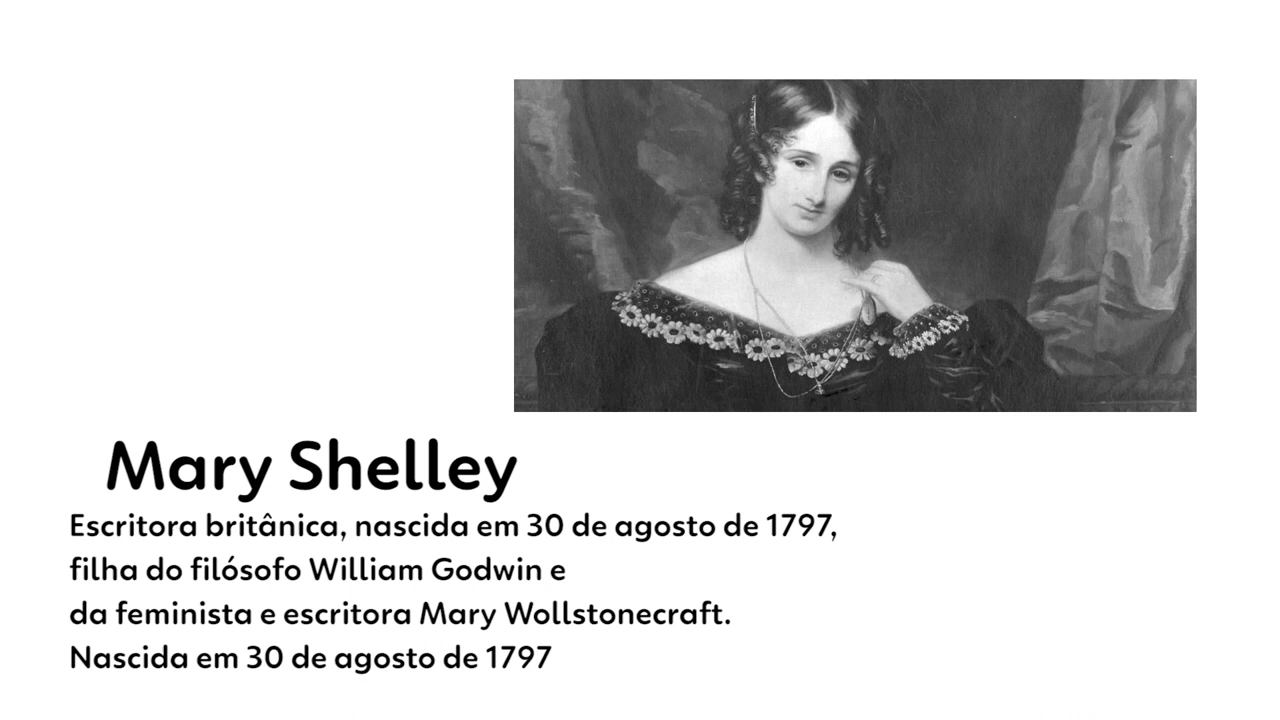 Mary Shelley
Escritora britânica, nascida em 30 de agosto de 1797,
filha do filósofo William Godwin e
da feminista e escritora Mary Wollstonecraft.
Nascida em 30 de agosto de 1797